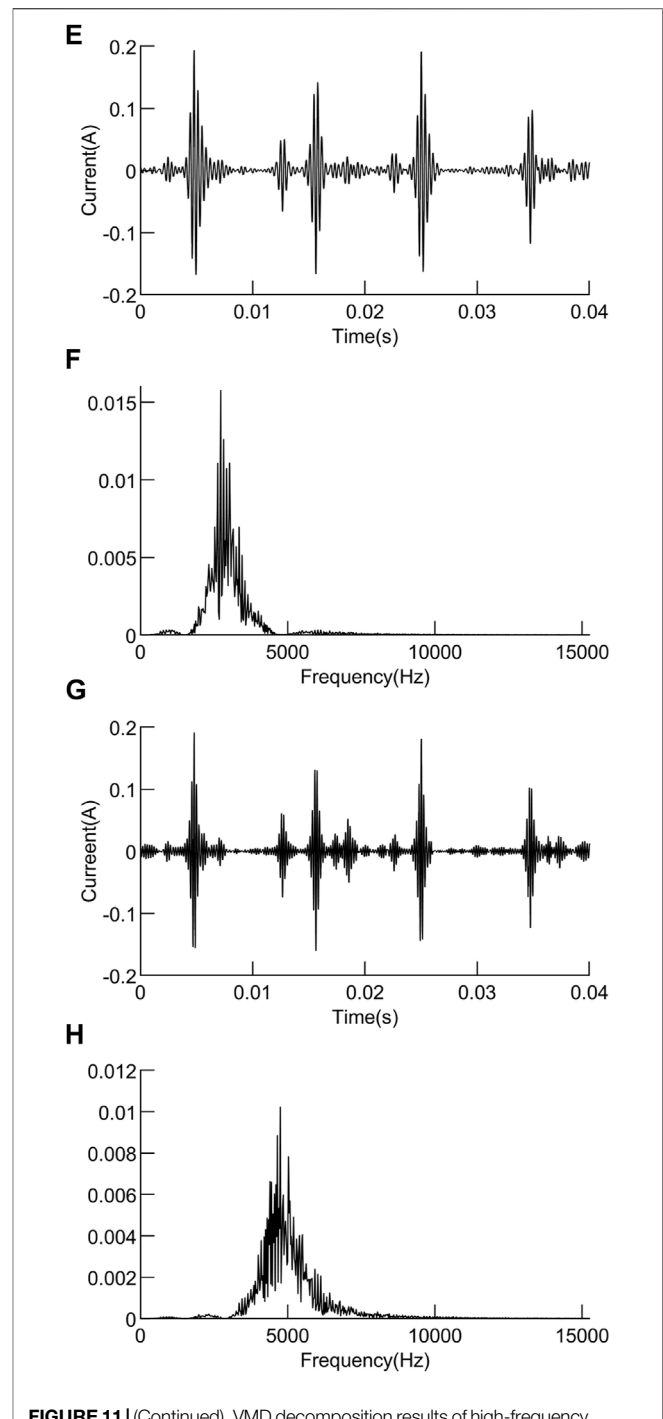 E
0.2
0.1
0
-0.1
-0.2
Current(A)
0 0.01 0.02 0.03 0.04
Time(s)
F
0.015
0.01
0.005
0
0 5000 10000 15000
Frequency(Hz)
G
0.2
0.1
0
-0.1
-0.2
Curreent(A)
0 0.01 0.02 0.03 0.04
Time(s)
H
0.012
0.01
0.008
0.006
0.004
0.002
0
0 5000 10000 15000
Frequency(Hz)
FIGURE 11 | (Continued). VMD decomposition results of high-frequency